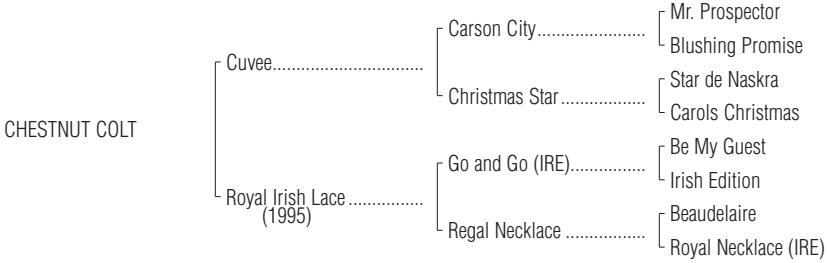 Mr. Prospector
Carson City.......................
Blushing Promise
Cuvee................................
Star de Naskra
Christmas Star..................
Carols Christmas
CHESTNUT COLT
Be My Guest
Go and Go (IRE)................
Irish Edition
Royal Irish Lace ................
(1995)
Beaudelaire
Regal Necklace .................
Royal Necklace (IRE)